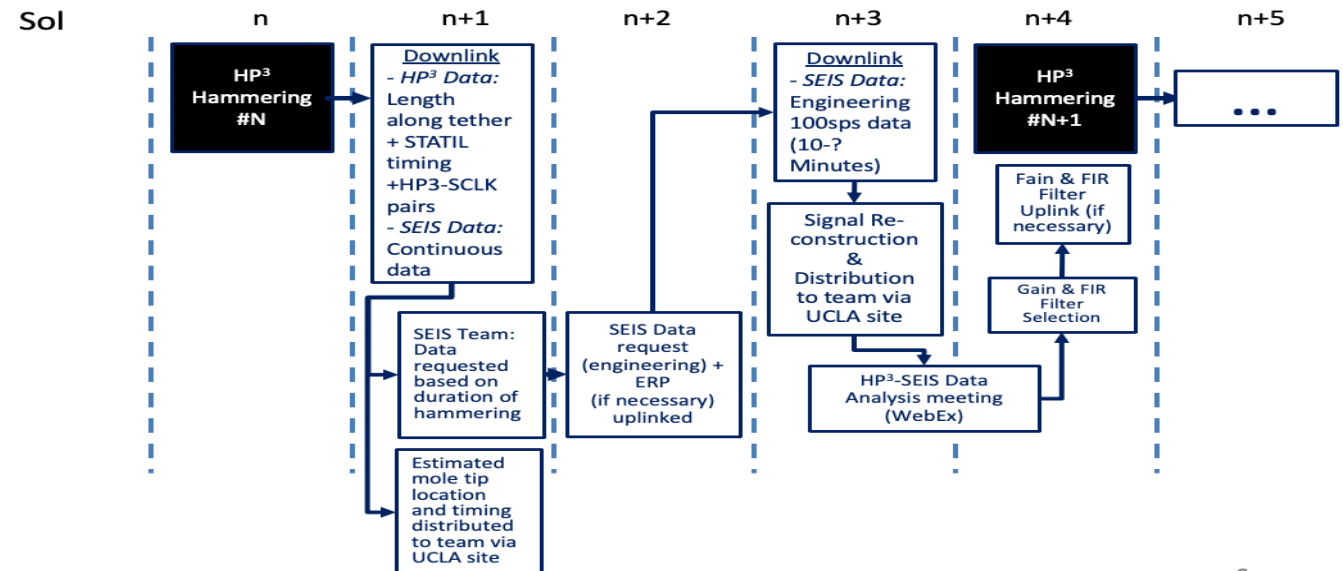 Sol
n
n+1
n+2
n+3
n+4
n+5
HP³
Hammering
#N
Downlink
- HP³ Data:
Length
along tether
+ STATIL
timing
+HP3-SCLK
pairs
- SEIS Data:
Continuous
data
SEIS Team:
Data
requested
based on
duration of
hammering
Estimated
mole tip
location
and timing
distributed
to team via
UCLA site
SEIS Data
request
(engineering) +
ERP
(if necessary)
uplinked
Downlink
- SEIS Data:
Engineering
100sps data
(10-?
Minutes)
Signal Re-
construction
&
Distribution
to team via
UCLA site
HP³-SEIS Data
Analysis meeting
(WebEx)
HP³
Hammering
#N+1
Fain & FIR
Filter
Uplink (if
necessary)
Gain & FIR
Filter
Selection
...